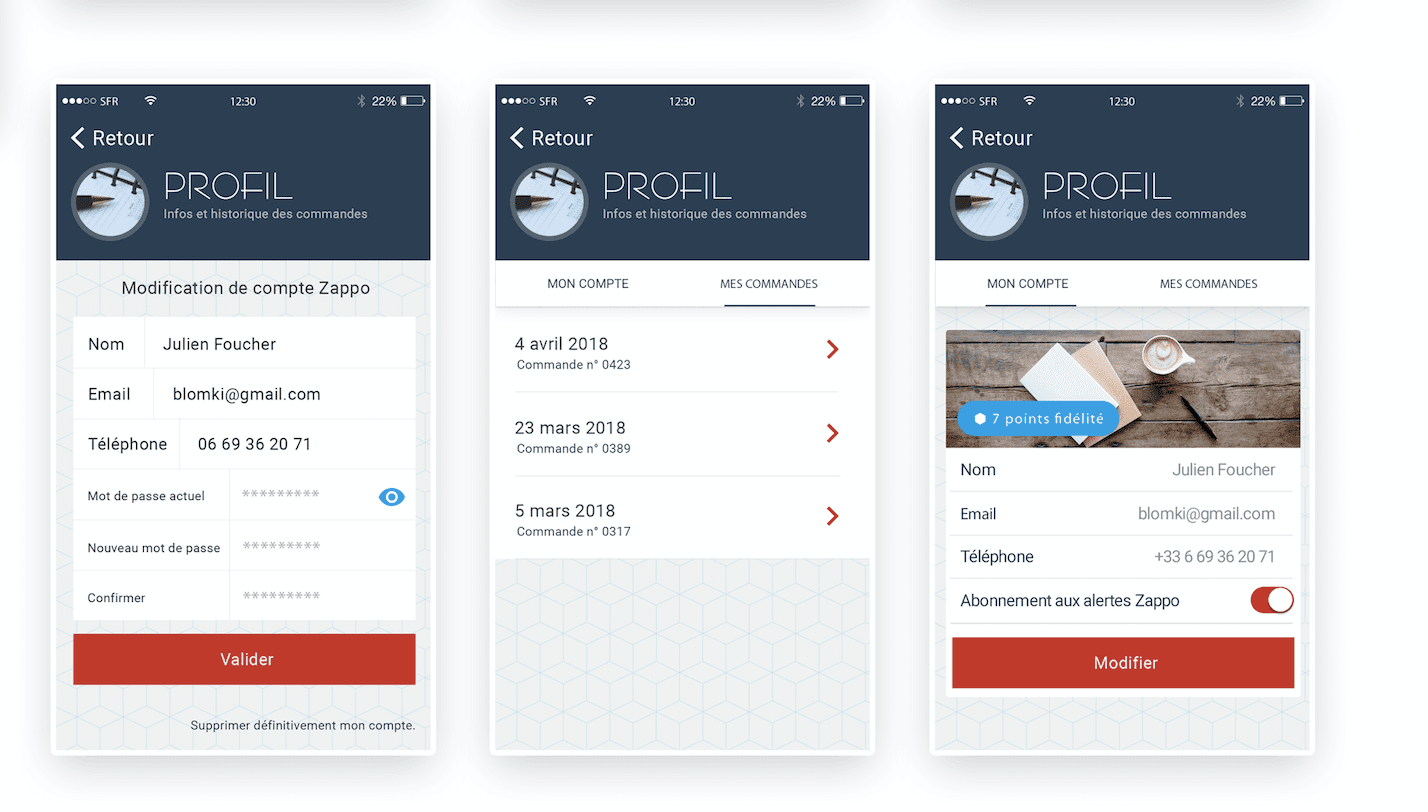 SFR 12:30 22%
Retour
PROFIL
Infos et historique des commandes
Modification de compte Zappo
Nom Julien Foucher
Email blomki@gmail.com
Téléphone 06 69 36 20 71
Mot de passe actuel *********
Nouveau mot de passe *********
Confirmer *********
Valider
Supprimer définitivement mon compte.
SFR 12:30 22%
Retour
PROFIL
Infos et historique des commandes
MON COMPTE MES COMMANDES
4 avril 2018
Commande n° 0423
23 mars 2018
Commande n° 0389
5 mars 2018
Commande n° 0317
SFR 12:30 22%
Retour
PROFIL
Infos et historique des commandes
MON COMPTE MES COMMANDES
7 points fidélité
Nom Julien Foucher
Email blomki@gmail.com
Téléphone +33 6 69 36 20 71
Abonnement aux alertes Zappo
Modifier